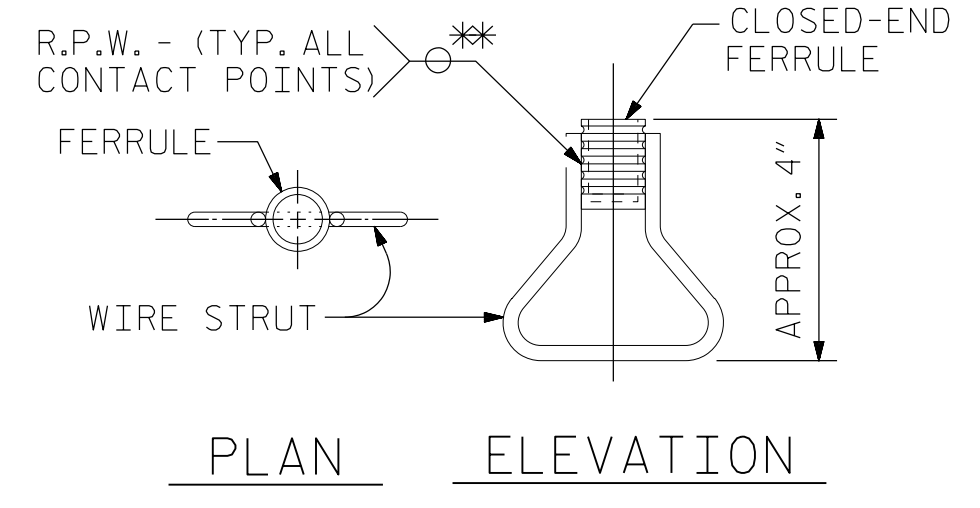 R.P.W. - (TYP. ALL
CONTACT POINTS)
**
CLOSED-END
FERRULE
FERRULE
WIRE STRUT
APPROX. 4"
PLAN
ELEVATION